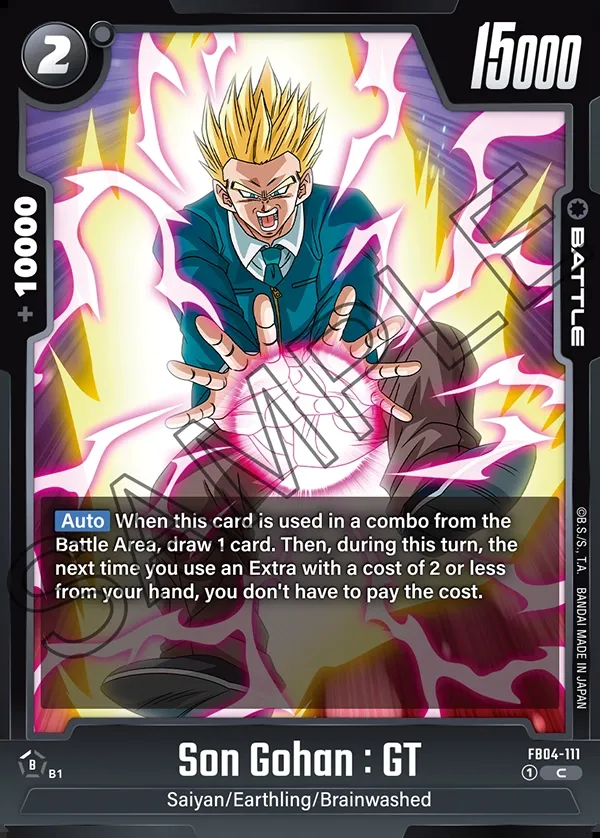 2
15000
+ 10000
BATTLE
SAMPLE
Auto When this card is used in a combo from the
Battle Area, draw 1 card. Then, during this turn, the
next time you use an Extra with a cost of 2 or less
from your hand, you don't have to pay the cost.
©B.S./S., T.A. BANDAI MADE IN JAPAN
B B1
Son Gohan : GT
FB04-111
1 C
Saiyan/Earthling/Brainwashed